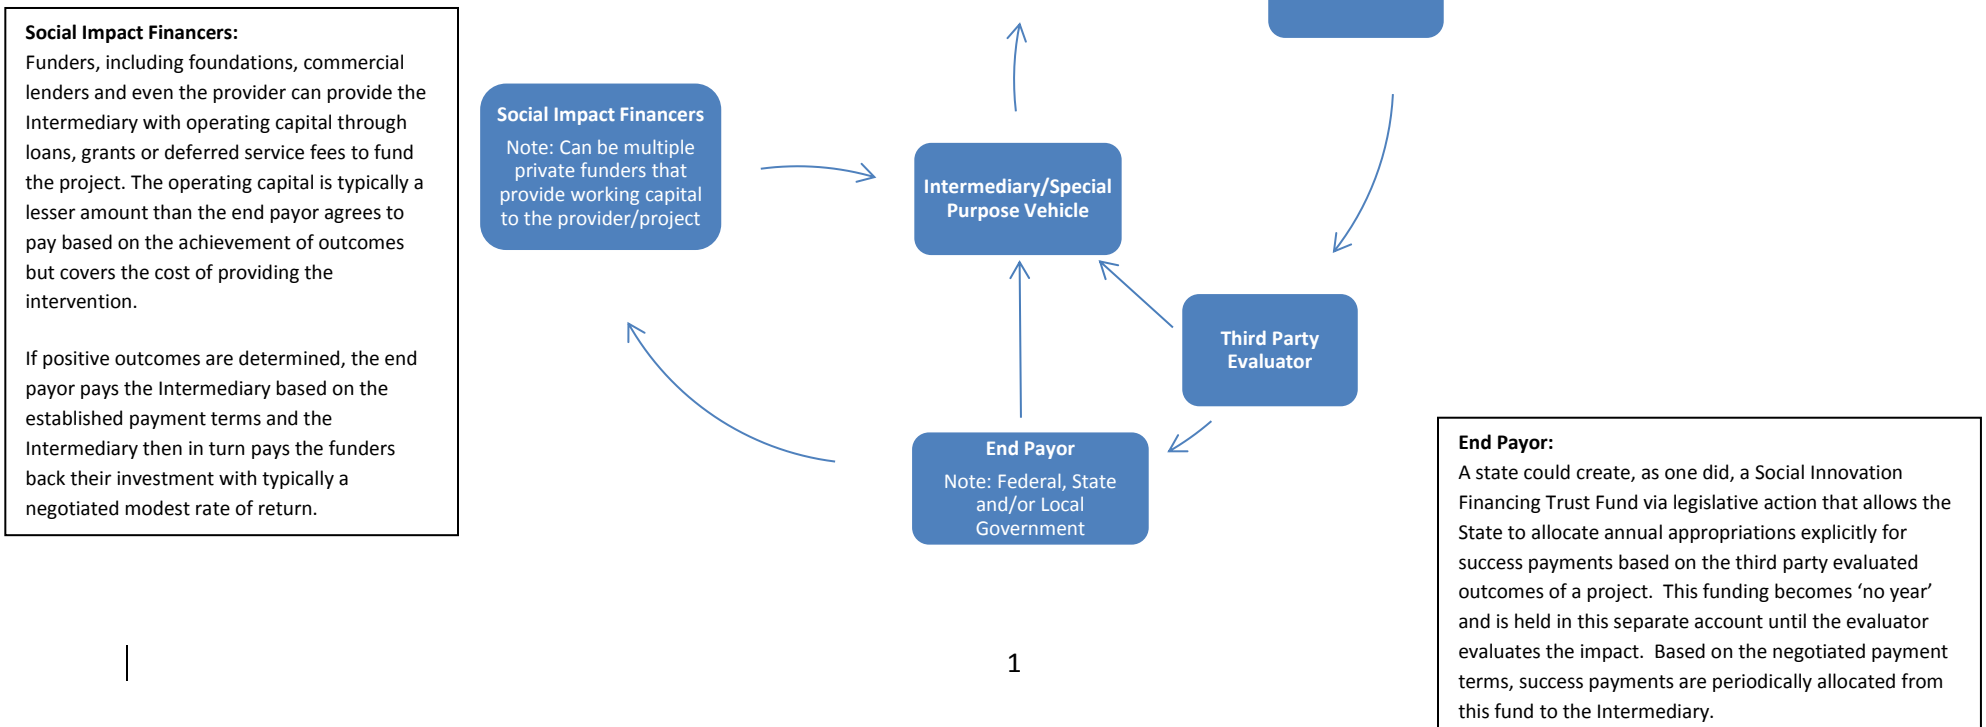 Social Impact Financers:
Funders, including foundations, commercial
lenders and even the provider can provide the
Intermediary with operating capital through
loans, grants or deferred service fees to fund
the project. The operating capital is typically a
lesser amount than the end payor agrees to
pay based on the achievement of outcomes
but covers the cost of providing the
intervention.
If positive outcomes are determined, the end
payor pays the Intermediary based on the
established payment terms and the
Intermediary then in turn pays the funders
back their investment with typically a
negotiated modest rate of return.
Social Impact Financers
Note: Can be multiple
private funders that
provide working capital
to the provider/project
Intermediary/Special
Purpose Vehicle
Third Party
Evaluator
End Payor
Note: Federal, State
and/or Local
Government
End Payor:
A state could create, as one did, a Social Innovation
Financing Trust Fund via legislative action that allows the
State to allocate annual appropriations explicitly for
success payments based on the third party evaluated
outcomes of a project.  This funding becomes ‘no year’
and is held in this separate account until the evaluator
evaluates the impact.  Based on the negotiated payment
terms, success payments are periodically allocated from
this fund to the Intermediary.
1